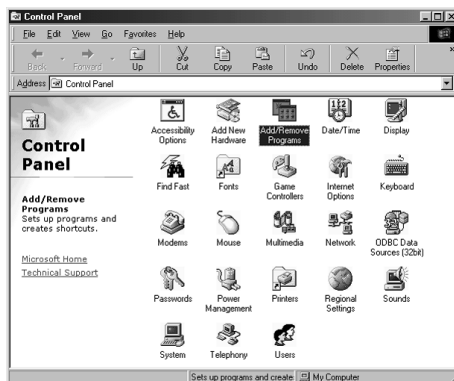 Control Panel
File Edit View Go Favorites Help
Back Forward Up Cut Copy Paste Undo Delete Properties
Address Control Panel
Control
Panel
Add/Remove
Programs
Sets up programs and
creates shortcuts.
Microsoft Home
Technical Support
Accessibility
Options
Add New
Hardware
Add/Remove
Programs
Date/Time
Display
Find Fast
Fonts
Game
Controllers
Internet
Options
Keyboard
Modems
Mouse
Multimedia
Network
ODBC Data
Sources (32bit)
Passwords
Power
Management
Printers
Regional
Settings
Sounds
System
Telephony
Users
Sets up programs and create My Computer